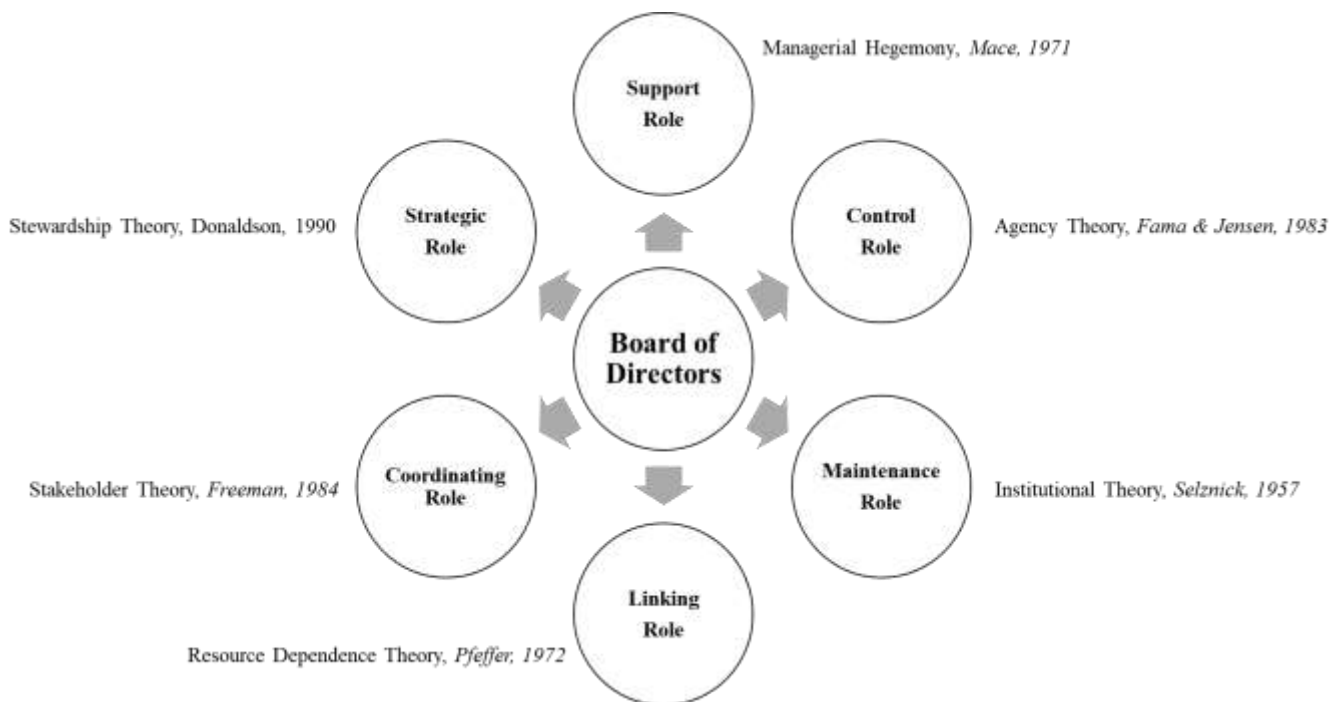 Managerial Hegemony, Mace, 1971
Support
Role
Strategic
Role
Control
Role
Stewardship Theory, Donaldson, 1990
Agency Theory, Fama & Jensen, 1983
Board of
Directors
Coordinating
Role
Maintenance
Role
Stakeholder Theory, Freeman, 1984
Institutional Theory, Selznick, 1957
Linking
Role
Resource Dependence Theory, Pfeffer, 1972